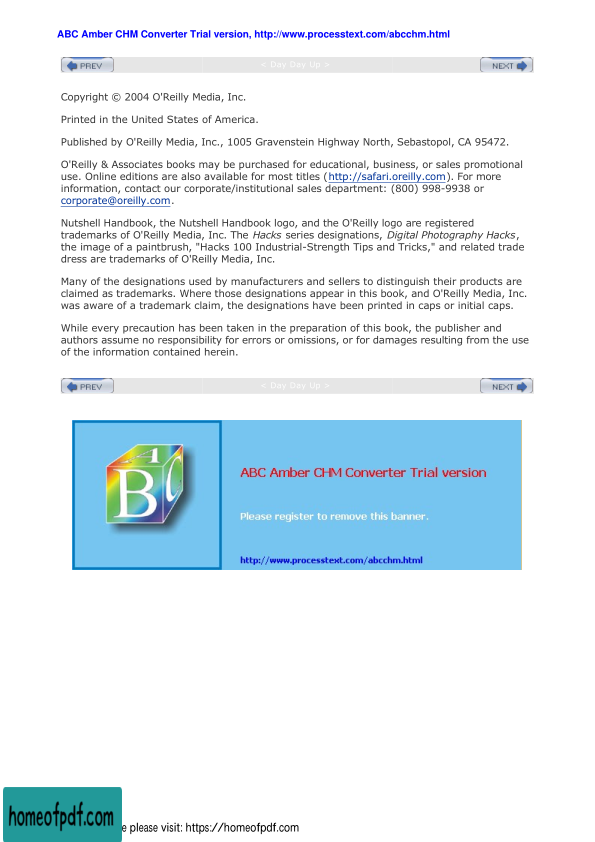 ABC Amber CHM Converter Trial version, http://www.processtext.com/abcchm.html
PREV < Day Day Up > NEXT
Copyright © 2004 O'Reilly Media, Inc.
Printed in the United States of America.
Published by O'Reilly Media, Inc., 1005 Gravenstein Highway North, Sebastopol, CA 95472.
O'Reilly & Associates books may be purchased for educational, business, or sales promotional
use. Online editions are also available for most titles (http://safari.oreilly.com). For more
information, contact our corporate/institutional sales department: (800) 998-9938 or
corporate@oreilly.com.
Nutshell Handbook, the Nutshell Handbook logo, and the O'Reilly logo are registered
trademarks of O'Reilly Media, Inc. The Hacks series designations, Digital Photography Hacks,
the image of a paintbrush, "Hacks 100 Industrial-Strength Tips and Tricks," and related trade
dress are trademarks of O'Reilly Media, Inc.
Many of the designations used by manufacturers and sellers to distinguish their products are
claimed as trademarks. Where those designations appear in this book, and O'Reilly Media, Inc.
was aware of a trademark claim, the designations have been printed in caps or initial caps.
While every precaution has been taken in the preparation of this book, the publisher and
authors assume no responsibility for errors or omissions, or for damages resulting from the use
of the information contained herein.
PREV < Day Day Up > NEXT
A
B C
ABC Amber CHM Converter Trial version
Please register to remove this banner.
http://www.processtext.com/abcchm.html
homeofpdf.com
e please visit: https://homeofpdf.com